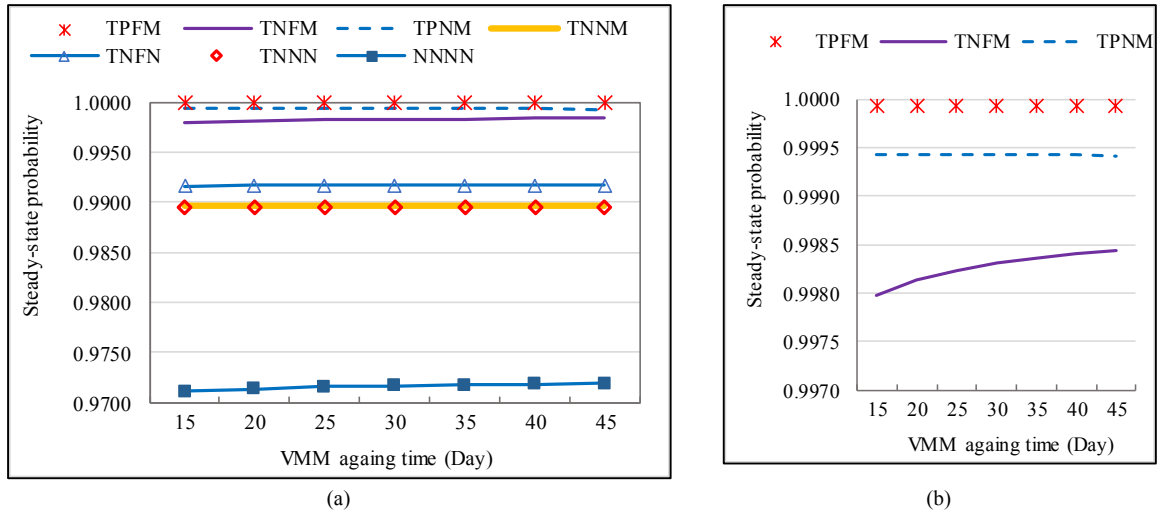 TPFM TNFM TPNM TNNM
TNFN TNNN NNNN
Steady-state probability
1.0000
0.9950
0.9900
0.9850
0.9800
0.9750
0.9700
15 20 25 30 35 40 45
VMM againg time (Day)
(a)
TPFM TNFM TPNM
Steady-state probability
1.0000
0.9995
0.9990
0.9985
0.9980
0.9975
0.9970
15 20 25 30 35 40 45
VMM againg time (Day)
(b)